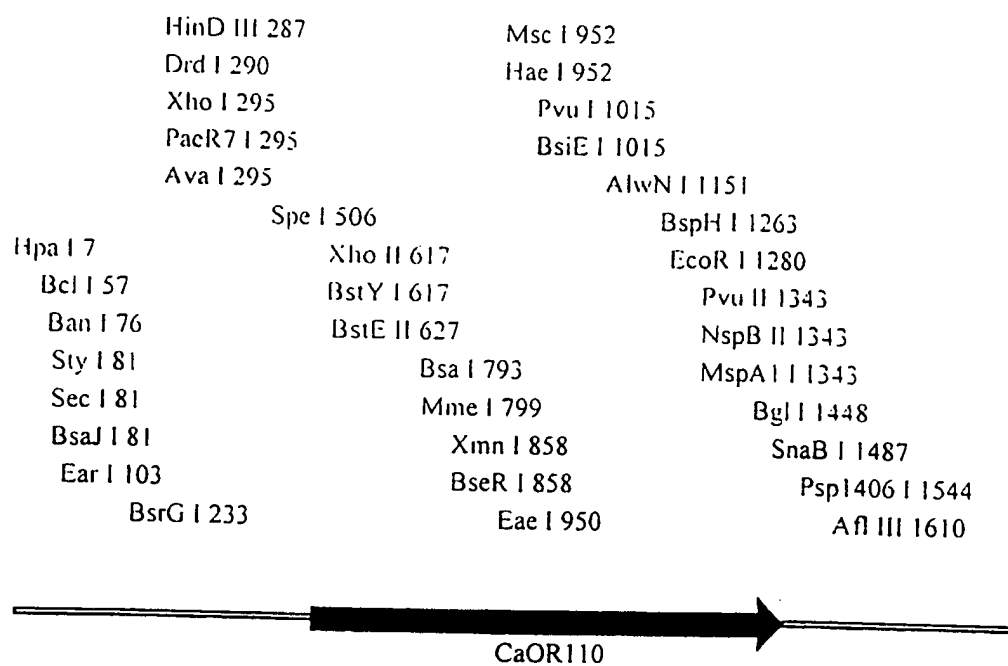 HinD III 287
Drd I 290
Xho I 295
PaeR7 I 295
Ava I 295
Spe I 506
Hpa I 7
Bcl I 57
Ban I 76
Sty I 81
Sec I 81
BsaJ I 81
Ear I 103
BsrG I 233
Xho II 617
BstY I 617
BstE II 627
Bsa I 793
Mme I 799
Xmn I 858
BseR I 858
Eae I 950
Msc I 952
Hae I 952
Pvu I 1015
BsiE I 1015
AlwN I 1151
BspH I 1263
EcoR I 1280
Pvu II 1343
NspB II 1343
MspA1 I 1343
Bgl I 1448
SnaB I 1487
Psp1406 I 1544
Afl III 1610
CaOR110